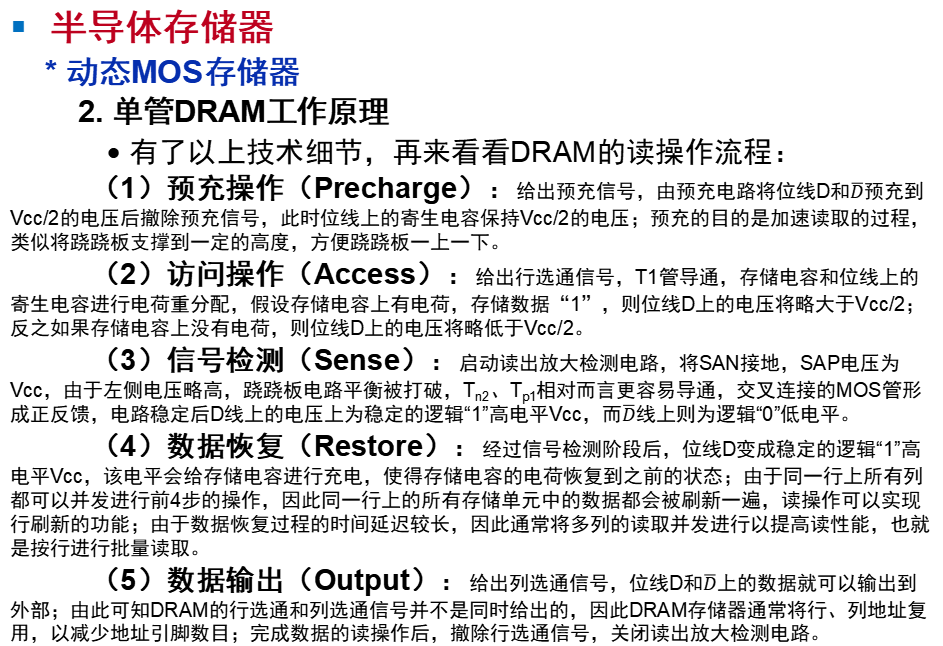 ▪ 半导体存储器
* 动态MOS存储器
2. 单管DRAM工作原理
• 有了以上技术细节，再来看看DRAM的读操作流程：
（1）预充操作（Precharge）：给出预充信号，由预充电路将位线D和D̅预充到
Vcc/2的电压后撤除预充信号，此时位线上的寄生电容保持Vcc/2的电压；预充的目的是加速读取的过程，
类似将跷跷板支撑到一定的高度，方便跷跷板一上一下。
（2）访问操作（Access）：给出行选通信号，T1管导通，存储电容和位线上的
寄生电容进行电荷重分配，假设存储电容上有电荷，存储数据“1”，则位线D上的电压将略大于Vcc/2；
反之如果存储电容上没有电荷，则位线D上的电压将略低于Vcc/2。
（3）信号检测（Sense）：启动读出放大检测电路，将SAN接地，SAP电压为
Vcc，由于左侧电压略高，跷跷板电路平衡被打破，Tn2、Tp1相对而言更容易导通，交叉连接的MOS管形
成正反馈，电路稳定后D线上的电压上为稳定的逻辑“1”高电平Vcc，而D̅线上则为逻辑“0”低电平。
（4）数据恢复（Restore）：经过信号检测阶段后，位线D变成稳定的逻辑“1”高
电平Vcc，该电平会给存储电容进行充电，使得存储电容的电荷恢复到之前的状态；由于同一行上所有列
都可以并发进行前4步的操作，因此同一行上的所有存储单元中的数据都会被刷新一遍，读操作可以实现
行刷新的功能；由于数据恢复过程的时间延迟较长，因此通常将多列的读取并发进行以提高读性能，也就
是按行进行批量读取。
（5）数据输出（Output）：给出列选通信号，位线D和D̅上的数据就可以输出到
外部；由此可知DRAM的行选通和列选通信号并不是同时给出的，因此DRAM存储器通常将行、列地址复
用，以减少地址引脚数目；完成数据的读操作后，撤除行选通信号，关闭读出放大检测电路。